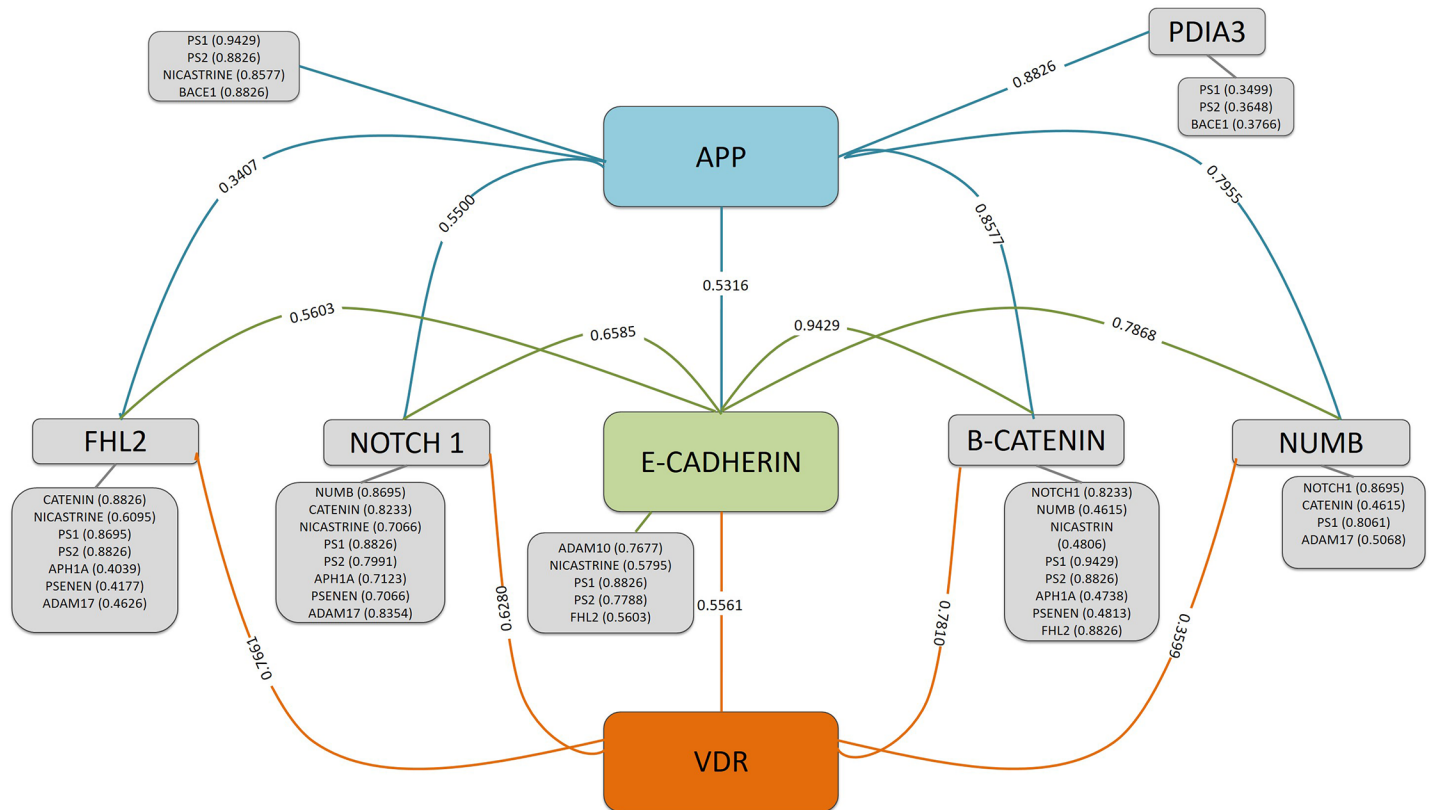 PS1 (0.9429)
PS2 (0.8826)
NICASTRINE (0.8577)
BACE1 (0.8826)
PDIA3
0.8826
PS1 (0.3499)
PS2 (0.3648)
BACE1 (0.3766)
APP
0.3407
0.5500
0.5316
0.8577
0.7955
0.5603
0.6585
0.9429
0.7868
FHL2
NOTCH 1
E-CADHERIN
B-CATENIN
NUMB
CATENIN (0.8826)
NICASTRINE (0.6095)
PS1 (0.8695)
PS2 (0.8826)
APH1A (0.4039)
PSENEN (0.4177)
ADAM17 (0.4626)
NUMB (0.8695)
CATENIN (0.8233)
NICASTRINE (0.7066)
PS1 (0.8826)
PS2 (0.7991)
APH1A (0.7123)
PSENEN (0.7066)
ADAM17 (0.8354)
ADAM10 (0.7677)
NICASTRINE (0.5795)
PS1 (0.8826)
PS2 (0.7788)
FHL2 (0.5603)
NOTCH1 (0.8233)
NUMB (0.4615)
NICASTRIN
(0.4806)
PS1 (0.9429)
PS2 (0.8826)
APH1A (0.4738)
PSENEN (0.4813)
FHL2 (0.8826)
NOTCH1 (0.8695)
CATENIN (0.4615)
PS1 (0.8061)
ADAM17 (0.5068)
0.7661
0.6280
0.5561
0.7810
0.3599
VDR